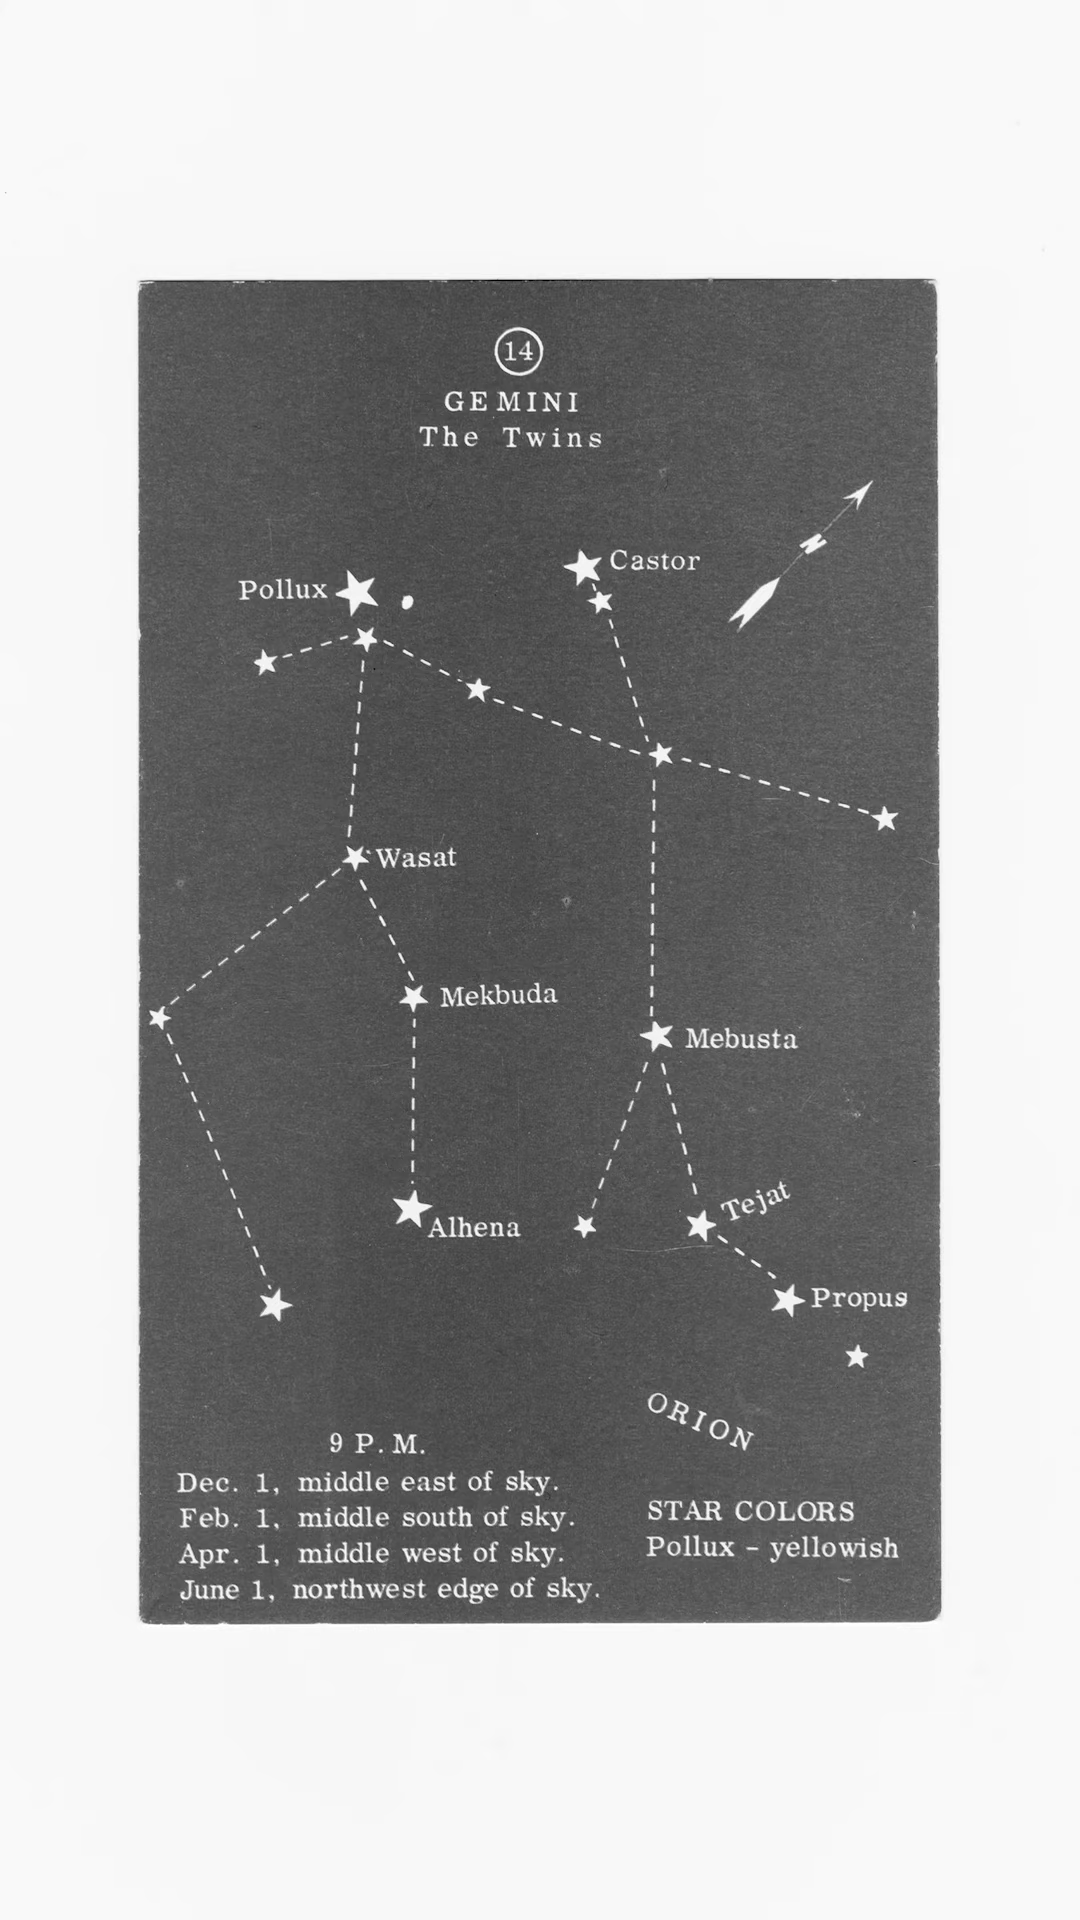 14
GEMINI
The Twins
N
Castor
Pollux
Wasat
Mekbuda
Mebusta
Tejat
Alhena
Propus
ORION
9 P.M.
Dec. 1, middle east of sky.
Feb. 1, middle south of sky.
Apr. 1, middle west of sky.
June 1, northwest edge of sky.
STAR COLORS
Pollux - yellowish